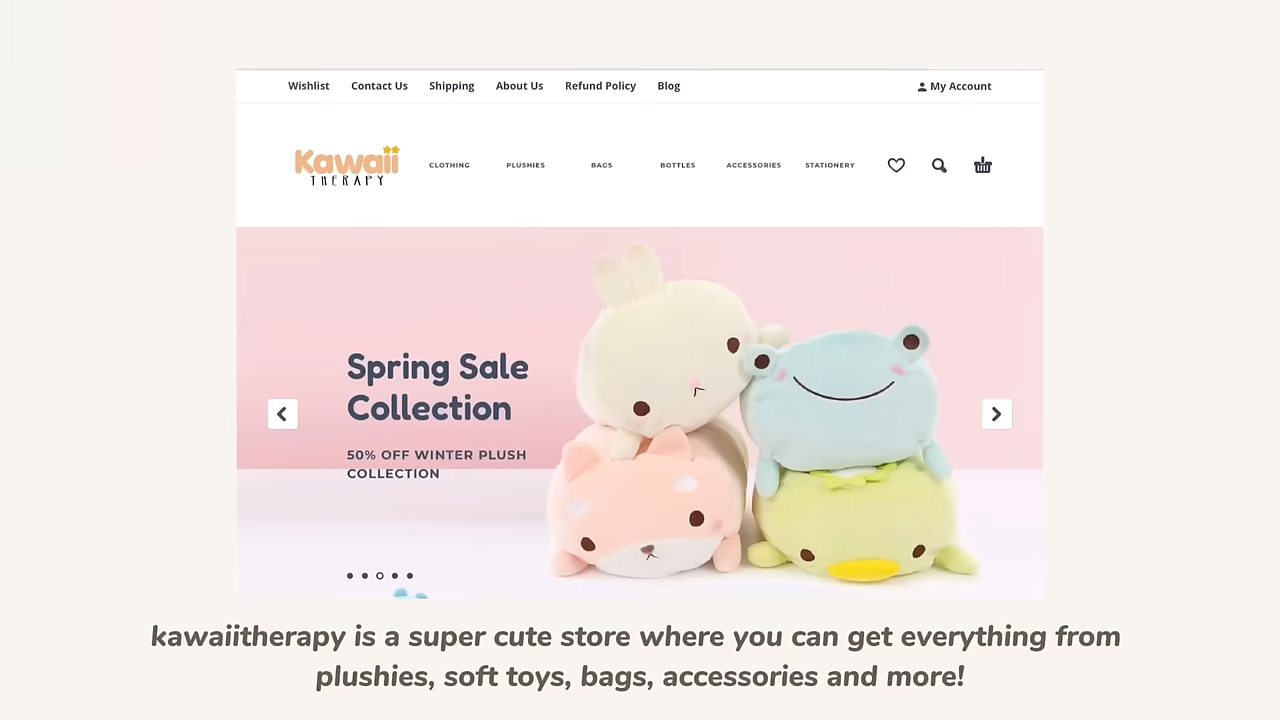 Wishlist Contact Us Shipping About Us Refund Policy Blog My Account
Kawaii
THERAPY
CLOTHING PLUSHIES BAGS BOTTLES ACCESSORIES STATIONERY
Spring Sale
Collection
50% OFF WINTER PLUSH
COLLECTION
kawaiitherapy is a super cute store where you can get everything from
plushies, soft toys, bags, accessories and more!